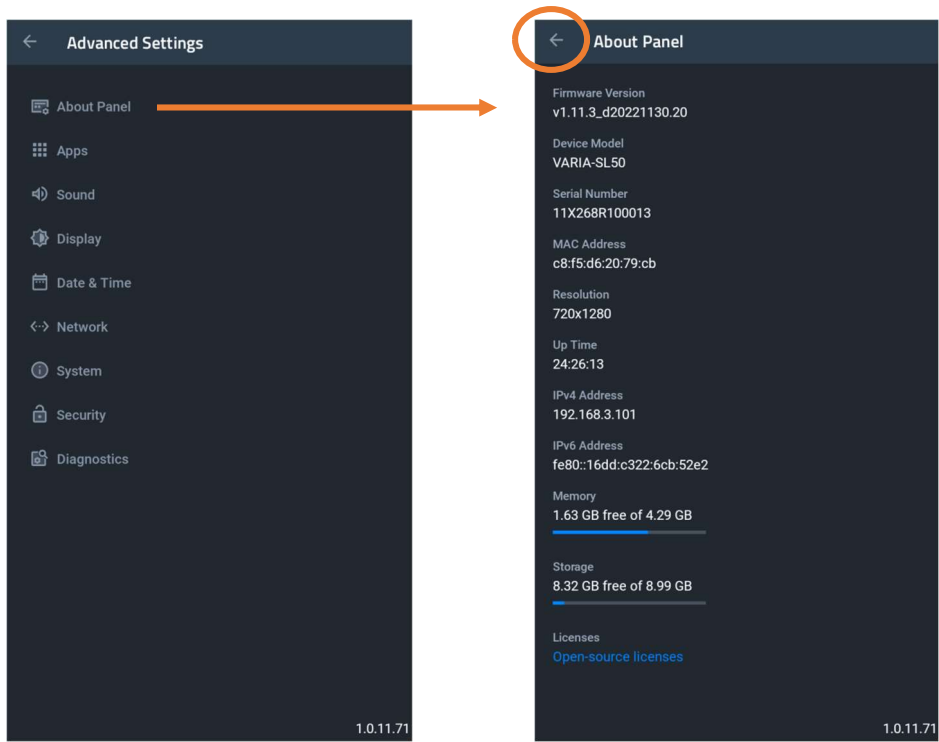 Advanced Settings
About Panel
Apps
Sound
Display
Date & Time
Network
System
Security
Diagnostics
1.0.11.71
About Panel
Firmware Version
v1.11.3_d20221130.20
Device Model
VARIA-SL50
Serial Number
11X268R100013
MAC Address
c8:f5:d6:20:79:cb
Resolution
720x1280
Up Time
24:26:13
IPv4 Address
192.168.3.101
IPv6 Address
fe80::16dd:c322:6cb:52e2
Memory
1.63 GB free of 4.29 GB
Storage
8.32 GB free of 8.99 GB
Licenses
Open-source licenses
1.0.11.71